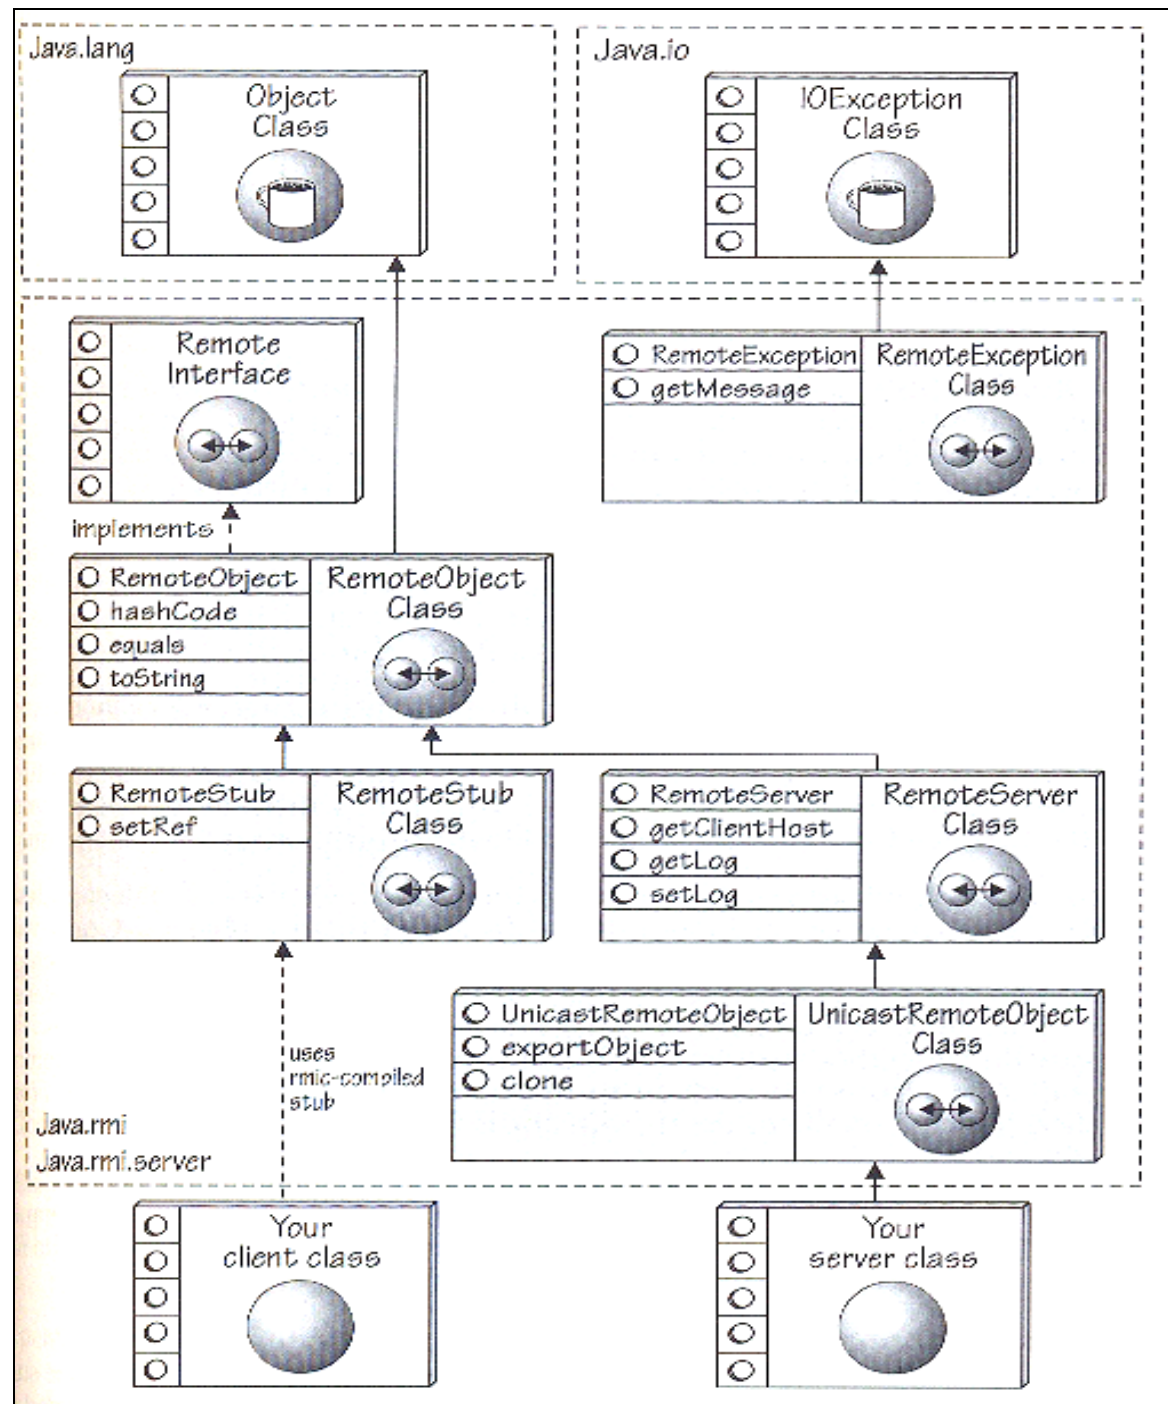 Java.lang
Object
Class
Java.io
IOException
Class
Remote
Interface
RemoteException
getMessage
RemoteException
Class
implements
RemoteObject
hashCode
equals
toString
RemoteObject
Class
RemoteStub
setRef
RemoteStub
Class
RemoteServer
getClientHost
getLog
setLog
RemoteServer
Class
UnicastRemoteObject
exportObject
clone
UnicastRemoteObject
Class
uses
rmic-compiled
stub
Java.rmi
Java.rmi.server
Your
client class
Your
server class